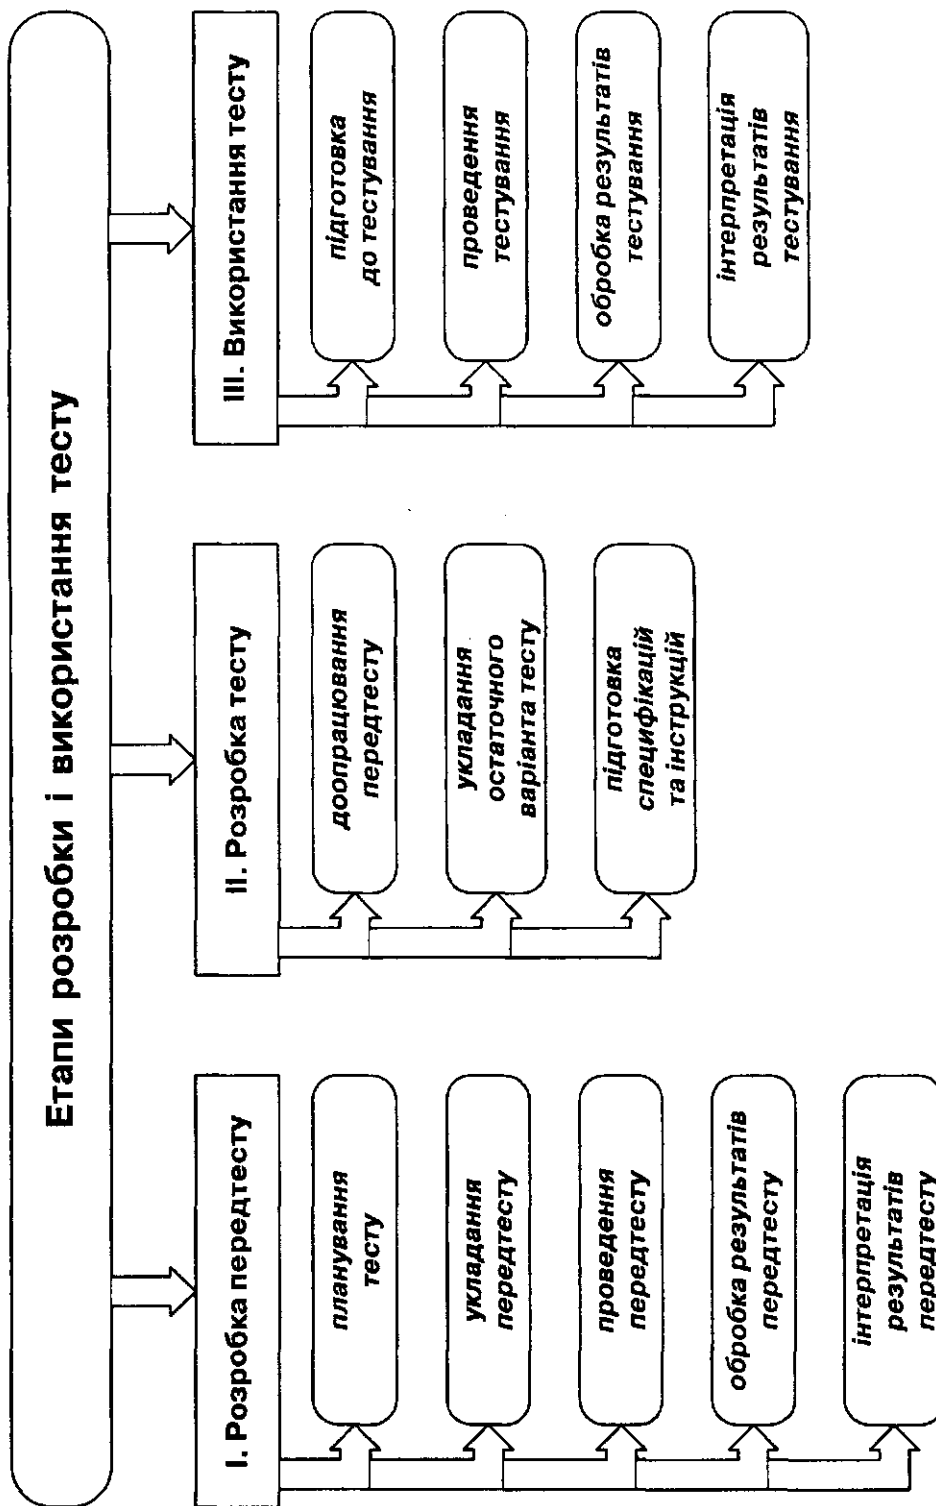 Етапи розробки і використання тесту
І. Розробка передтесту
планування
тесту
укладання
передтесту
проведення
передтесту
обробка результатів
передтесту
інтерпретація
результатів
передтесту
ІІ. Розробка тесту
доопрацювання
передтесту
укладання
остаточного
варіанта тесту
підготовка
специфікацій
та інструкцій
ІІІ. Використання тесту
підготовка
до тестування
проведення
тестування
обробка результатів
тестування
інтерпретація
результатів
тестування